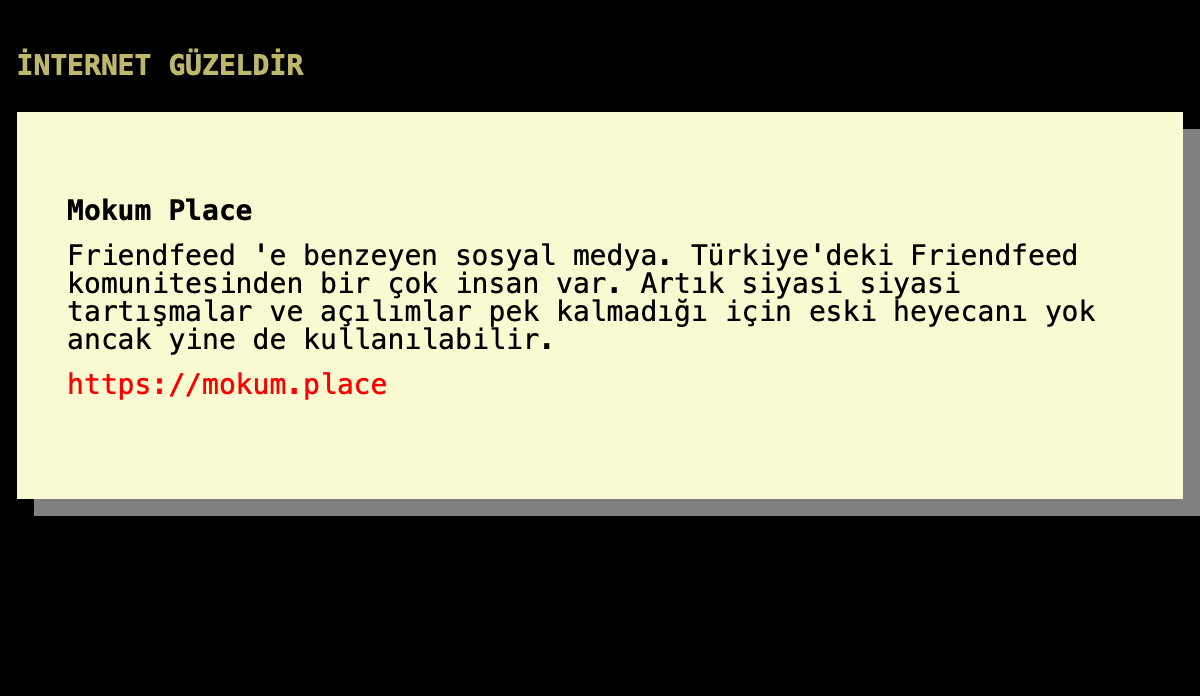 İNTERNET GÜZELDİR
Mokum Place
Friendfeed 'e benzeyen sosyal medya. Türkiye'deki Friendfeed
komunitesinden bir çok insan var. Artık siyasi siyasi
tartışmalar ve açılımlar pek kalmadığı için eski heyecanı yok
ancak yine de kullanılabilir.
https://mokum.place